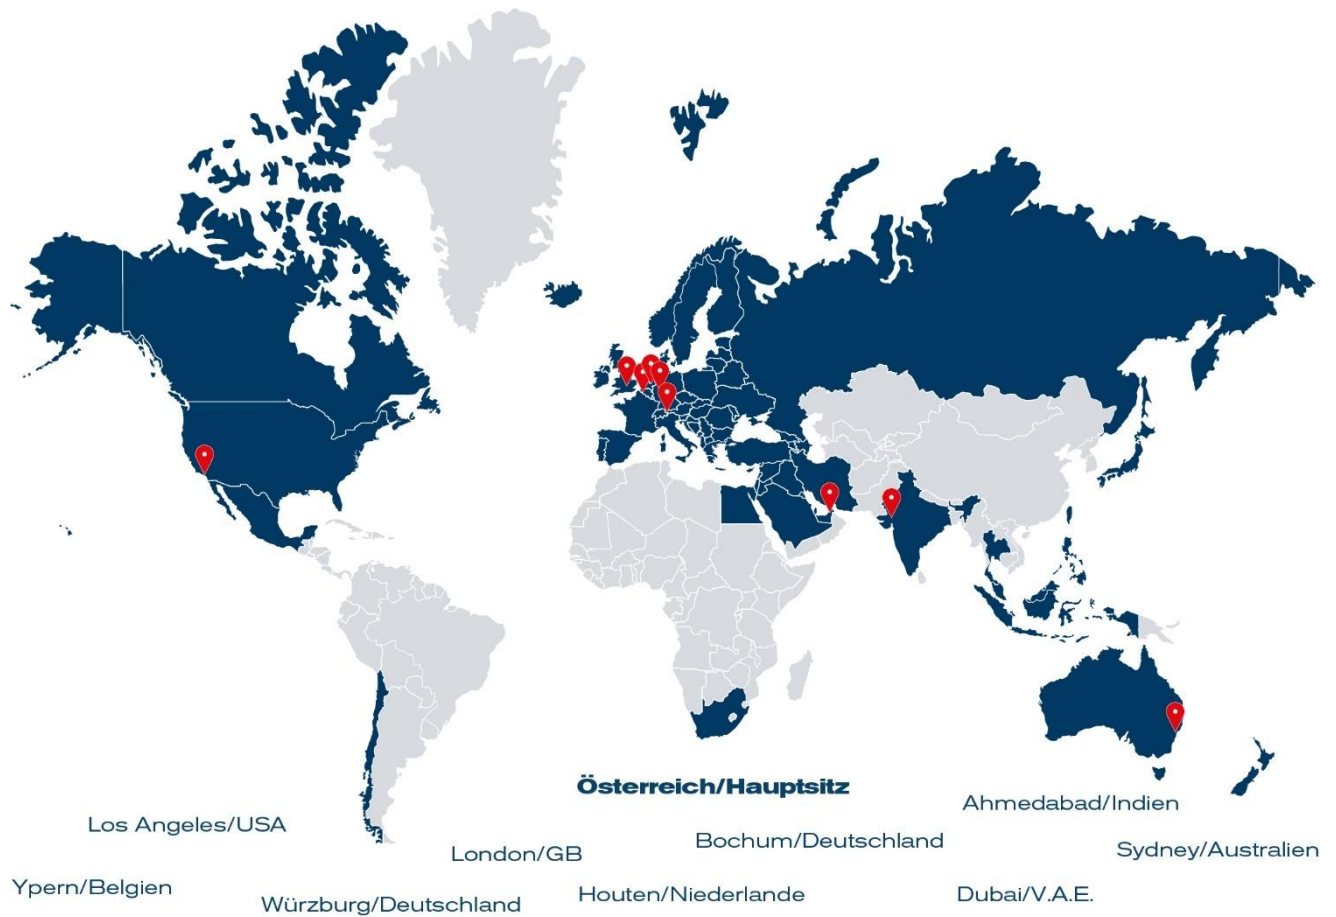 Österreich/Hauptsitz
Ahmedabad/Indien
Los Angeles/USA
Bochum/Deutschland
London/GB
Sydney/Australien
Ypern/Belgien
Würzburg/Deutschland
Houten/Niederlande
Dubai/V.A.E.